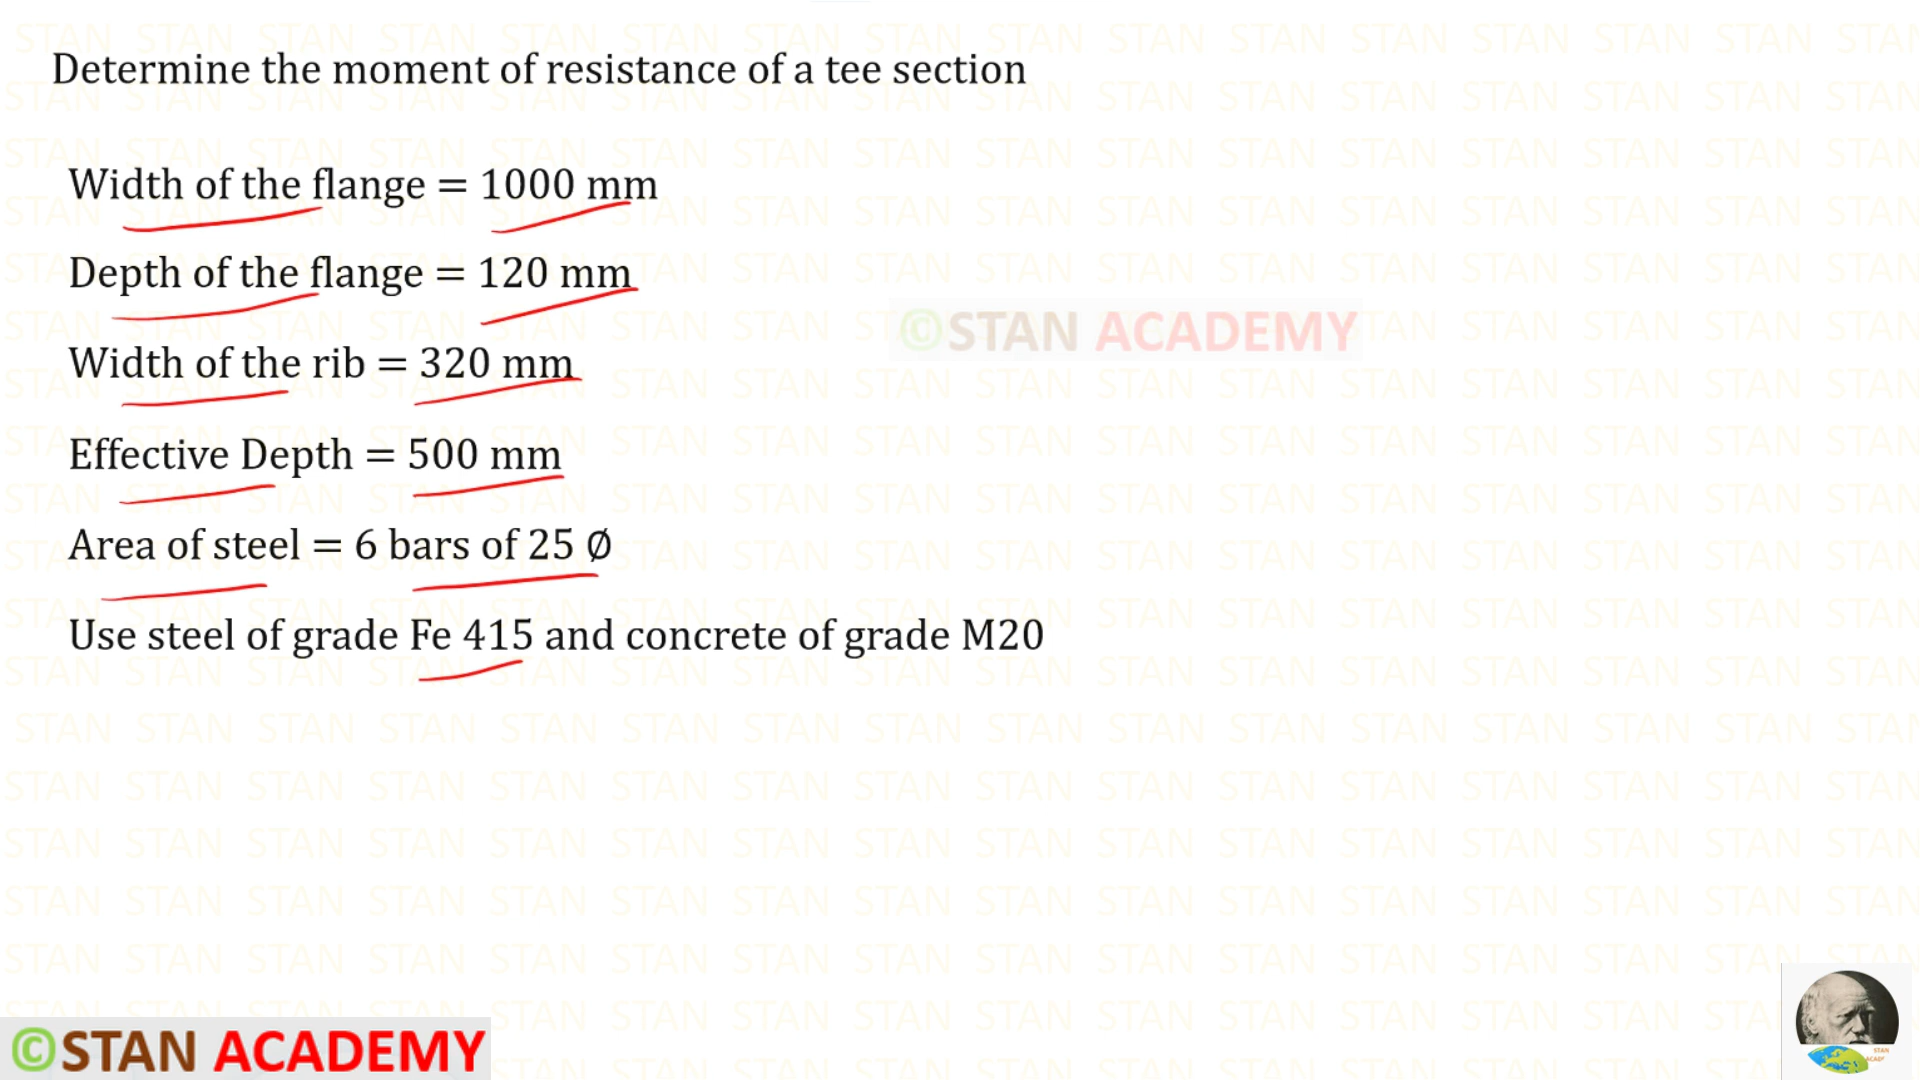 Determine the moment of resistance of a tee section
Width of the flange = 1000 mm
Depth of the flange = 120 mm
©STAN ACADEMY
Width of the rib = 320 mm
Effective Depth = 500 mm
Area of steel = 6 bars of 25 ∅
Use steel of grade Fe 415 and concrete of grade M20
©STAN ACADEMY